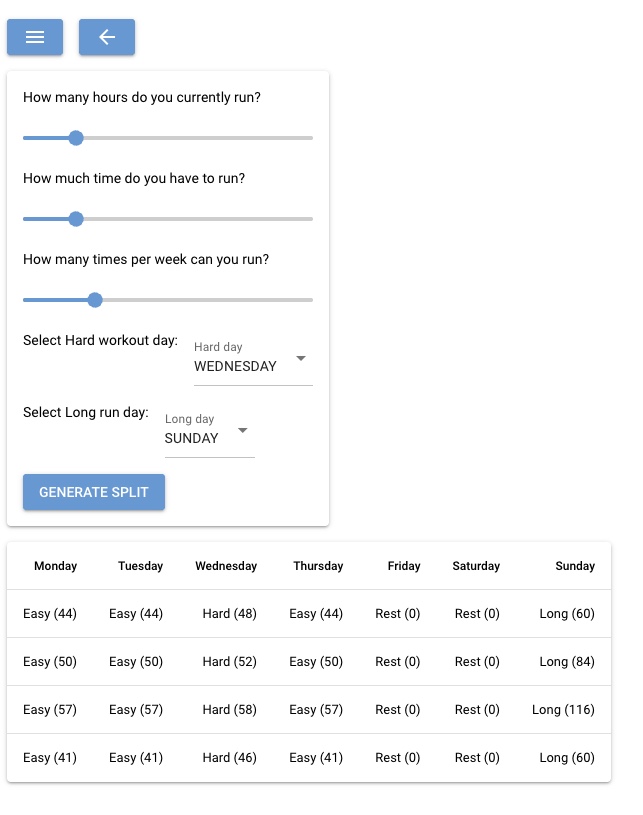 How many hours do you currently run?
How much time do you have to run?
How many times per week can you run?
Select Hard workout day:
Hard day
WEDNESDAY
Select Long run day:
Long day
SUNDAY
GENERATE SPLIT
Monday Tuesday Wednesday Thursday Friday Saturday Sunday
Easy (44) Easy (44) Hard (48) Easy (44) Rest (0) Rest (0) Long (60)
Easy (50) Easy (50) Hard (52) Easy (50) Rest (0) Rest (0) Long (84)
Easy (57) Easy (57) Hard (58) Easy (57) Rest (0) Rest (0) Long (116)
Easy (41) Easy (41) Hard (46) Easy (41) Rest (0) Rest (0) Long (60)